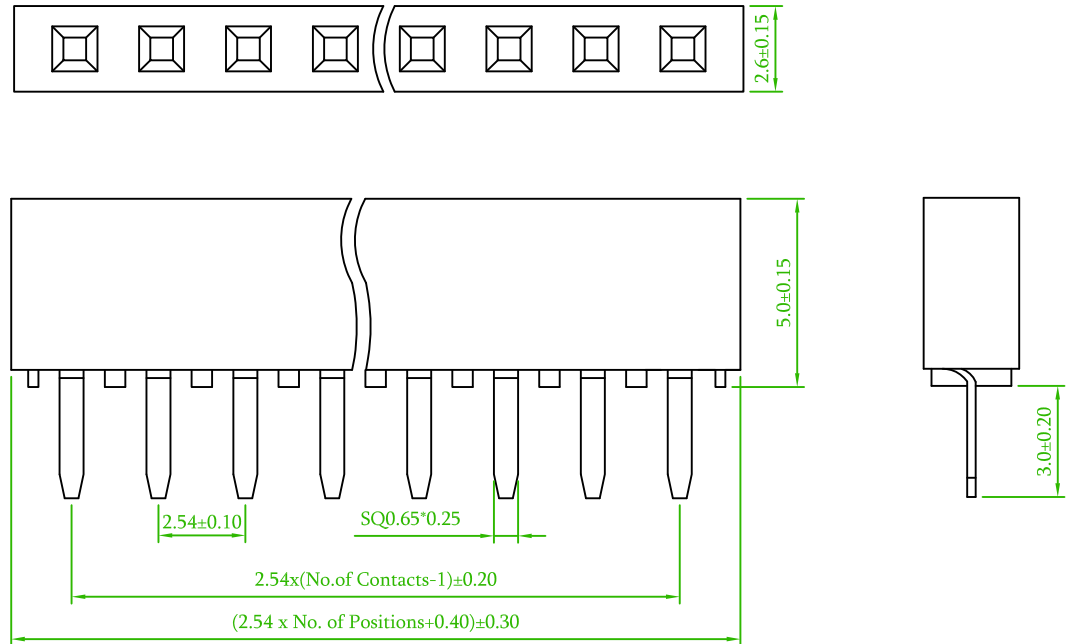 2.6±0.15
5.0±0.15
3.0±0.20
2.54±0.10
SQ0.65*0.25
2.54x(No.of Contacts-1)±0.20
(2.54 x No. of Positions+0.40)±0.30